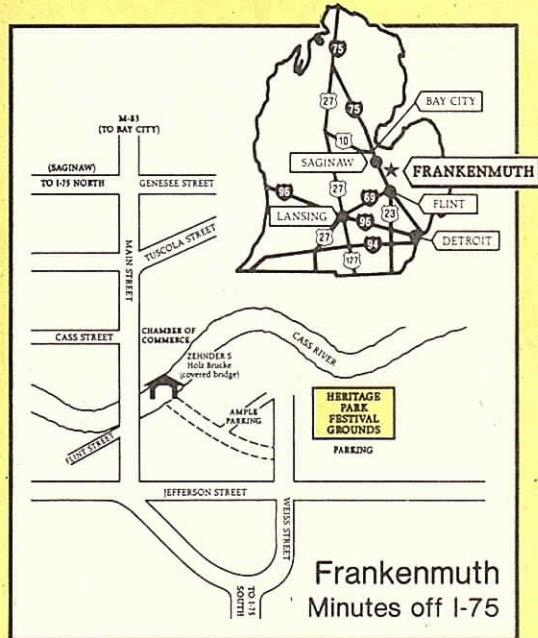 M-83
(TO BAY CITY)
(SAGINAW)
TO I-75 NORTH
GENESEE STREET
MAIN STREET
TUSCOLA STREET
CASS STREET
CHAMBER OF
COMMERCE
ZEHNDER S
Holz Brucke
(covered bridge)
CASS RIVER
AMPLE
PARKING
FLINT STREET
HERITAGE
PARK
FESTIVAL
GROUNDS
PARKING
JEFFERSON STREET
WEISS STREET
TO I-75
SOUTH
75
27
75
10
BAY CITY
SAGINAW
FRANKENMUTH
96
27
69
FLINT
LANSING
96
23
27
94
DETROIT
127
Frankenmuth
Minutes off I-75